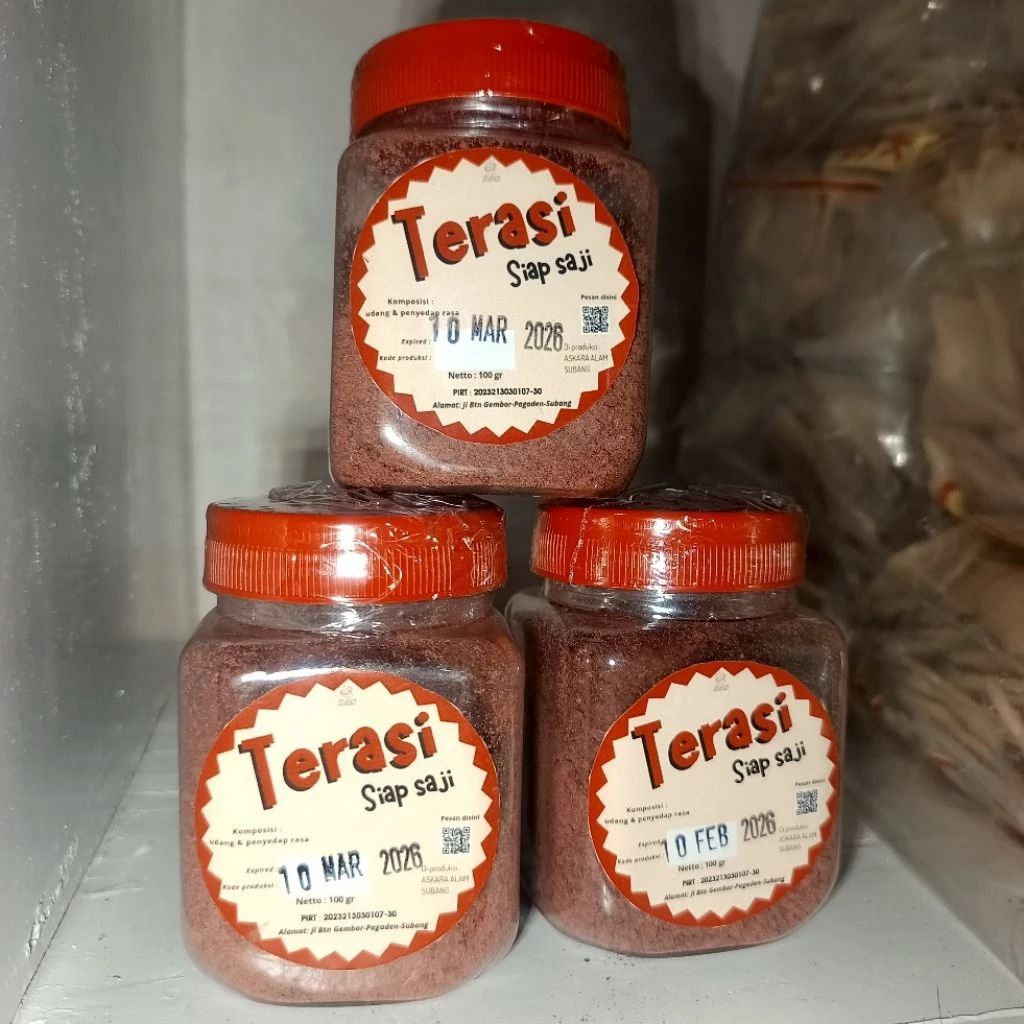 Terasi
Siap saji
Komposisi :
udang & penyedap rasa
Pesan disini
Expired : 10 MAR 2026
Kode produksi :
Di produksi
ASKARA ALAM
SUBANG
Netto : 100 gr
PIRT : 2023213030107-30
Alamat: jl Btn Gembor-Pagaden-Subang
Terasi
Siap saji
Komposisi :
udang & penyedap rasa
Pesan disini
Expired : 10 MAR 2026
Kode produksi :
Di produksi
ASKARA ALAM
SUBANG
Netto : 100 gr
PIRT : 2023213030107-30
Alamat: jl Btn Gembor-Pagaden-Subang
Terasi
Siap saji
Komposisi :
udang & penyedap rasa
Pesan disini
Expired : 10 FEB 2026
Kode produksi :
Di produksi
ASKARA ALAM
SUBANG
Netto : 100 gr
PIRT : 2023213030107-30
Alamat: jl Btn Gembor-Pagaden-Subang